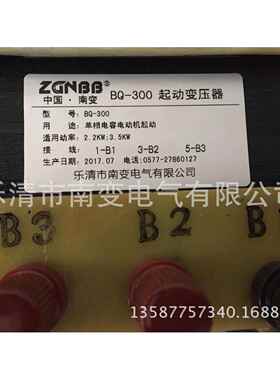 ZGNBB® BQ-300 起动变压器
中国·南变
型 号: BQ-300
用 途: 单相电容电动机起动
适用功率: 2.2KW;3.5KW
接 线: 1-B1 3-B2 5-B3
生产日期: 2017.07 电话:0577-27860127
乐清市南变电气有限公司
乐清市南变电气有限公司
B3 B2 B
13587757340.1688